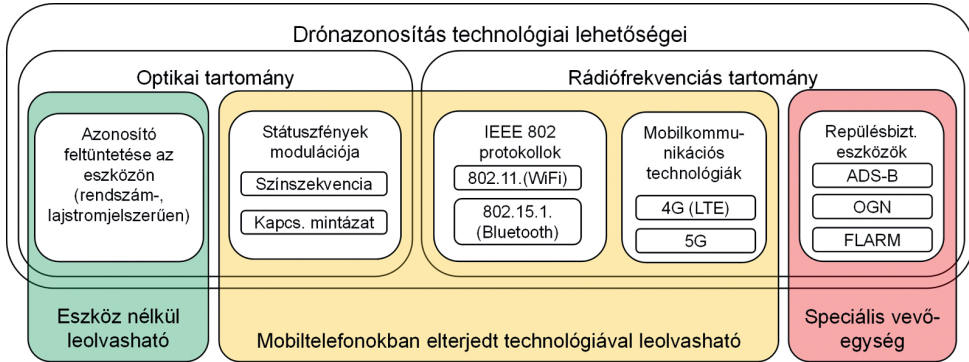 Drónazonosítás technológiai lehetőségei
Optikai tartomány
Rádiófrekvenciás tartomány
Azonosító
feltüntetése az
eszközön
(rendszám-,
lajstromjelszerűen)
Státuszfények
modulációja
Színszekvencia
Kapcs. mintázat
IEEE 802
protokollok
802.11.(WiFi)
802.15.1.
(Bluetooth)
Mobilkommu-
nikációs
technológiák
4G (LTE)
5G
Repülésbizt.
eszközök
ADS-B
OGN
FLARM
Eszköz nélkül
leolvasható
Mobiltelefonokban elterjedt technológiával leolvasható
Speciális vevő-
egység